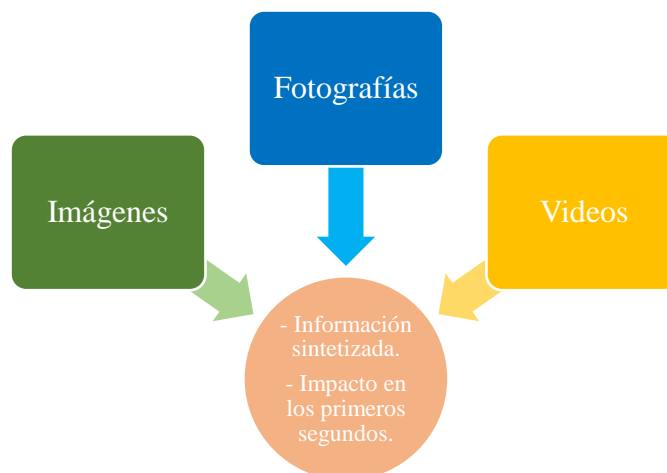 Fotografías
Imágenes
Videos
- Información
sintetizada.
- Impacto en
los primeros
segundos.